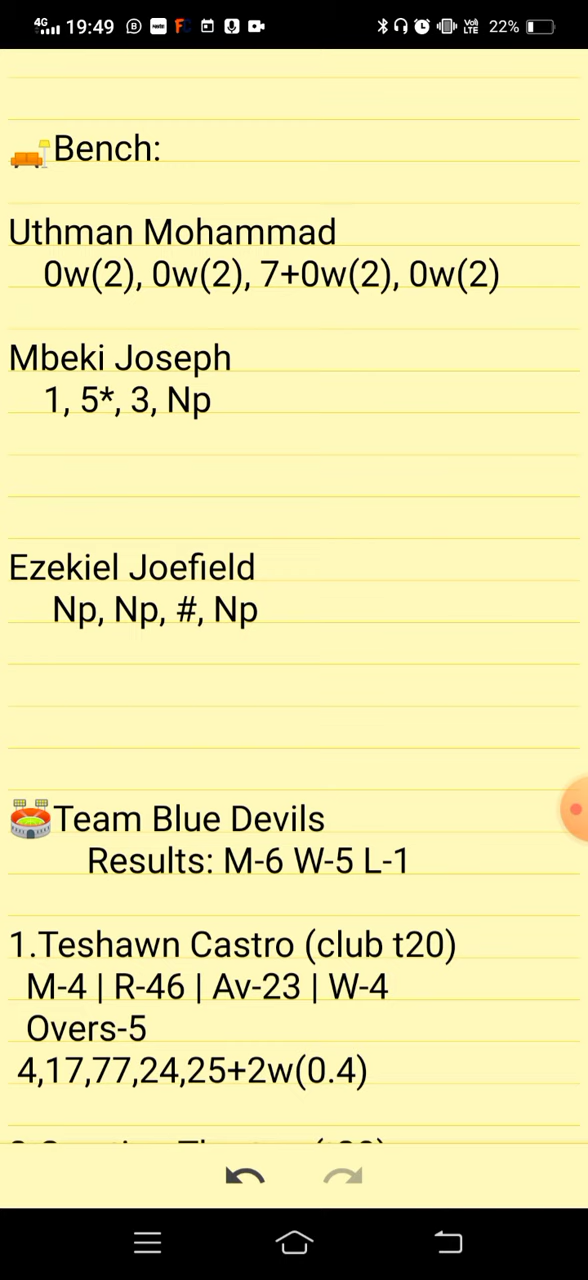 4G 19:49 22%
Bench:
Uthman Mohammad
0w(2), 0w(2), 7+0w(2), 0w(2)
Mbeki Joseph
1, 5*, 3, Np
Ezekiel Joefield
Np, Np, #, Np
Team Blue Devils
Results: M-6 W-5 L-1
1.Teshawn Castro (club t20)
M-4 | R-46 | Av-23 | W-4
Overs-5
4,17,77,24,25+2w(0.4)